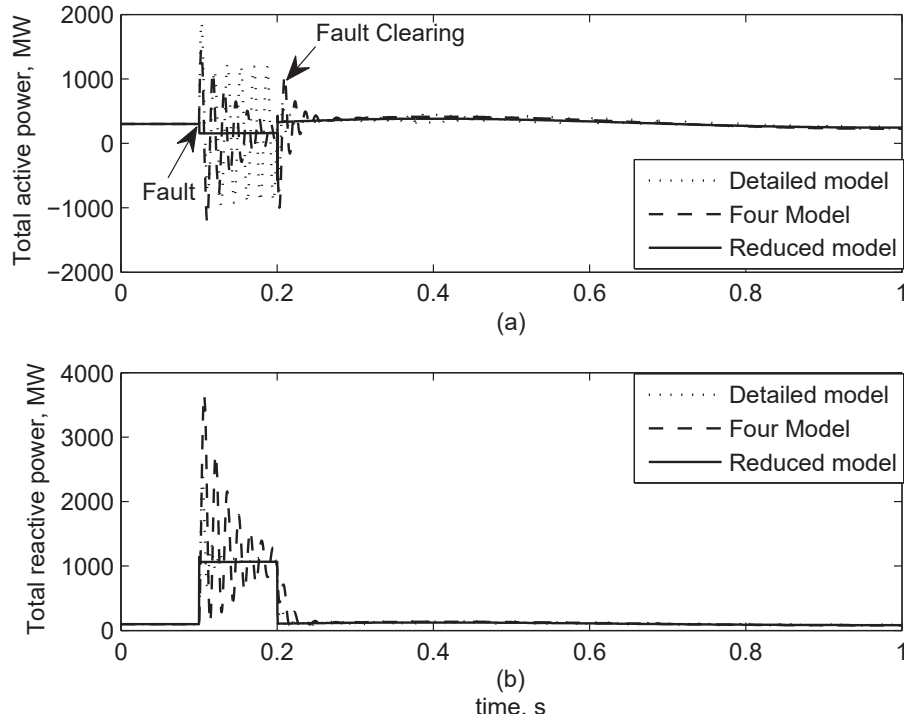 2000
1000
0
−1000
−2000
Total active power, MW
Fault Clearing
Fault
Detailed model
Four Model
Reduced model
0
0.2
0.4
0.6
0.8
1
(a)
4000
3000
2000
1000
0
Total reactive power, MW
Detailed model
Four Model
Reduced model
0
0.2
0.4
0.6
0.8
1
(b)
time, s